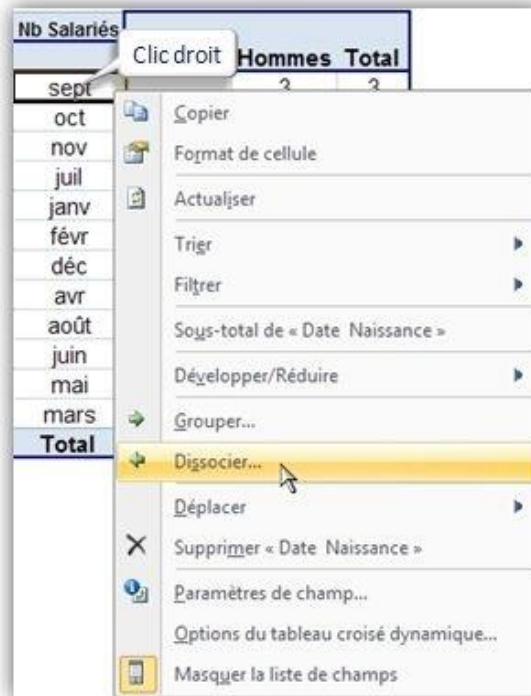 Nb Salariés
Clic droit
Hommes Total
sept 3 3
oct
nov
juil
janv
févr
déc
avr
août
juin
mai
mars
Total
Copier
Format de cellule
Actualiser
Trier
Filtrer
Sous-total de « Date Naissance »
Développer/Réduire
Grouper...
Dissocier...
Déplacer
Supprimer « Date Naissance »
Paramètres de champ...
Options du tableau croisé dynamique...
Masquer la liste de champs